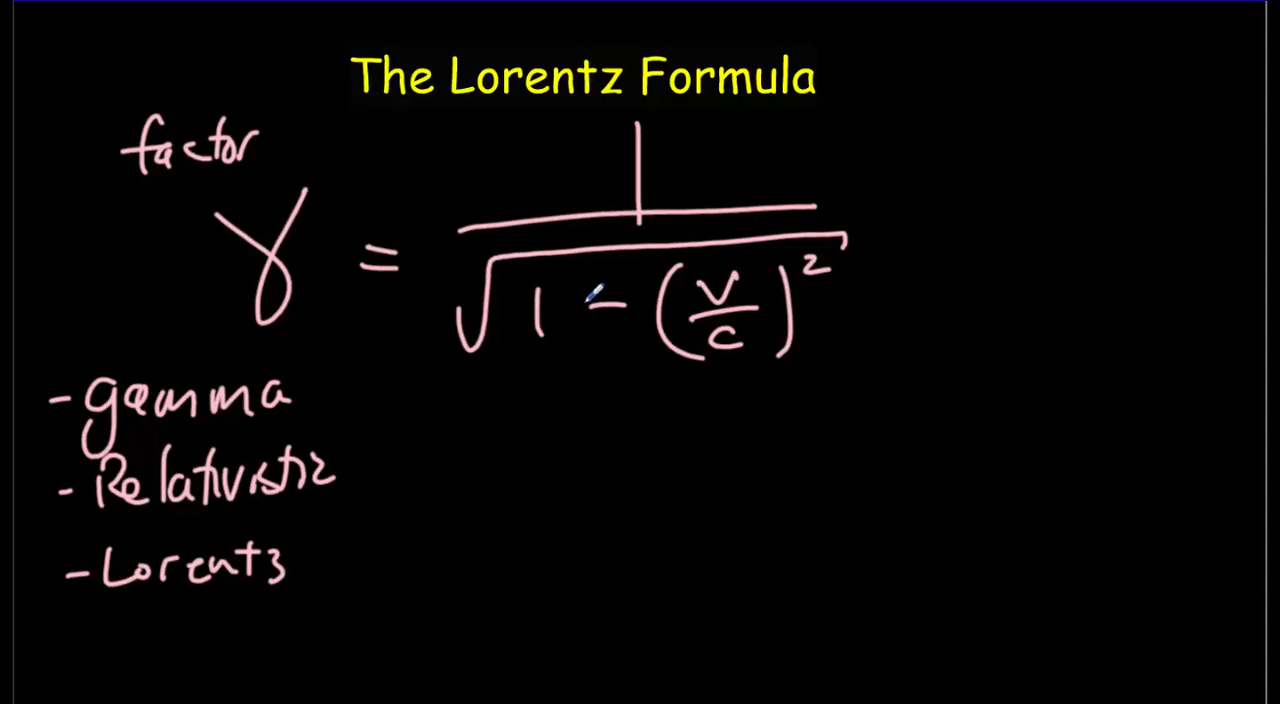 The Lorentz Formula
factor
γ = 1 / √(1 - (v/c)²)
- gamma
- Relativistic
- Lorentz